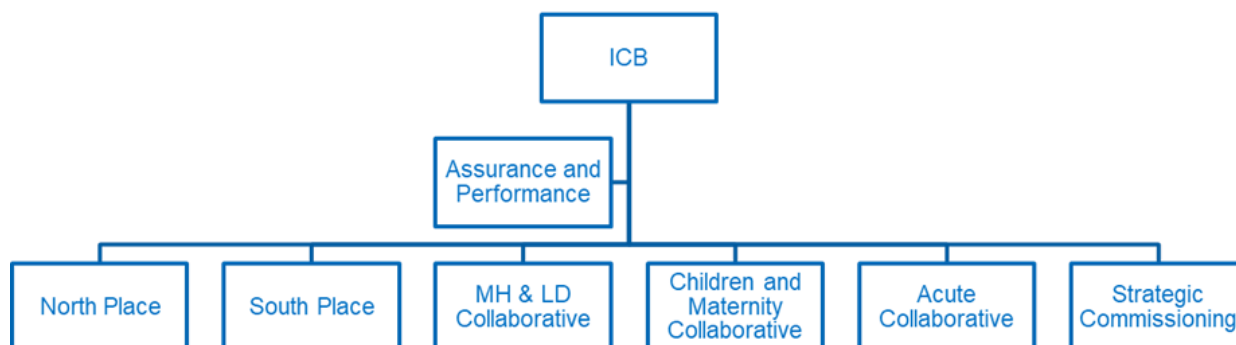 ICB
Assurance and
Performance
North Place
South Place
MH & LD
Collaborative
Children and
Maternity
Collaborative
Acute
Collaborative
Strategic
Commissioning